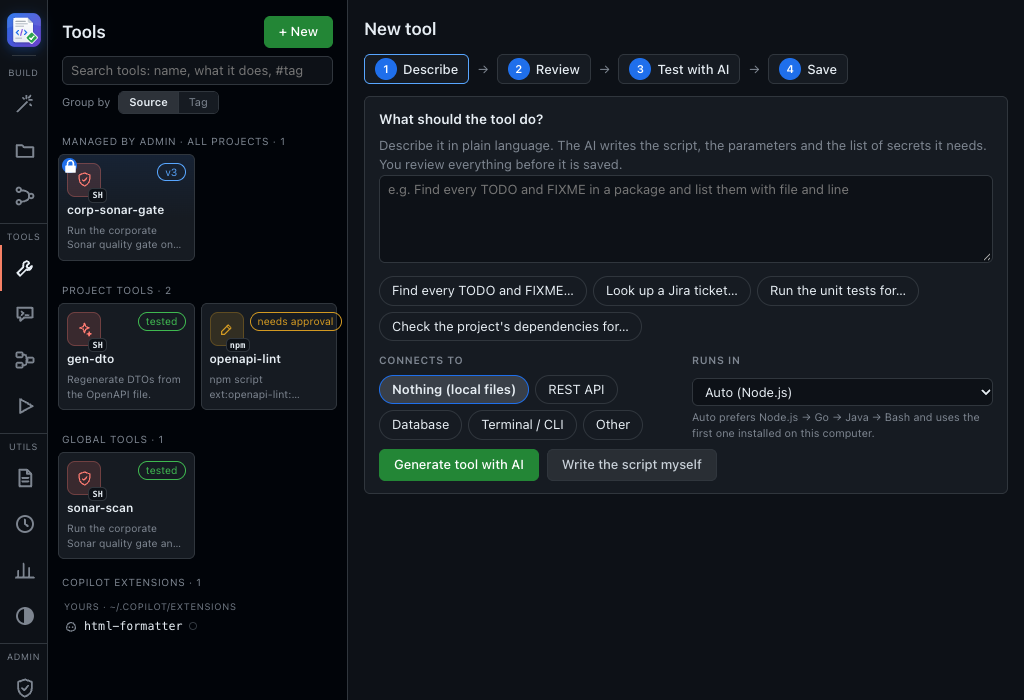 BUILD
TOOLS
UTILS
ADMIN
Tools
+ New
Search tools: name, what it does, #tag
Group by
Source
Tag
MANAGED BY ADMIN · ALL PROJECTS · 1
v3
SH
corp-sonar-gate
Run the corporate
Sonar quality gate on...
PROJECT TOOLS · 2
tested
SH
gen-dto
Regenerate DTOs from
the OpenAPI file.
needs approval
npm
openapi-lint
npm script
ext:openapi-lint:...
GLOBAL TOOLS · 1
tested
SH
sonar-scan
Run the corporate
Sonar quality gate an...
COPILOT EXTENSIONS · 1
YOURS · ~/.COPILOT/EXTENSIONS
html-formatter
New tool
1 Describe → 2 Review → 3 Test with AI → 4 Save
What should the tool do?
Describe it in plain language. The AI writes the script, the parameters and the list of secrets it needs.
You review everything before it is saved.
e.g. Find every TODO and FIXME in a package and list them with file and line
Find every TODO and FIXME...
Look up a Jira ticket...
Run the unit tests for...
Check the project's dependencies for...
CONNECTS TO
Nothing (local files)
REST API
Database
Terminal / CLI
Other
RUNS IN
Auto (Node.js)
Auto prefers Node.js → Go → Java → Bash and uses the
first one installed on this computer.
Generate tool with AI
Write the script myself